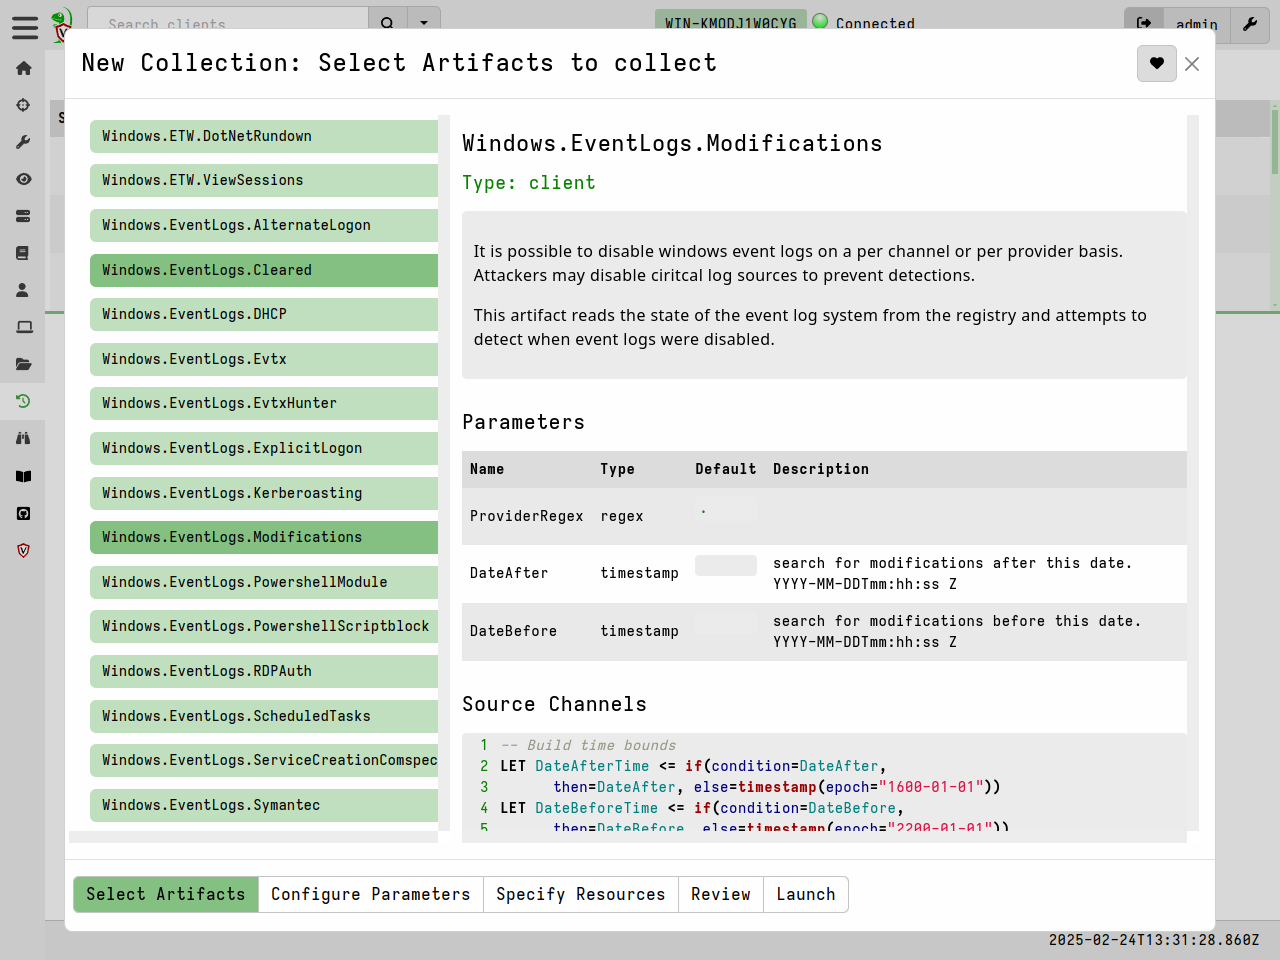 Search clients
WIN-KMODJ1W0CYG
Connected
admin
New Collection: Select Artifacts to collect
Windows.ETW.DotNetRundown
Windows.ETW.ViewSessions
Windows.EventLogs.AlternateLogon
Windows.EventLogs.Cleared
Windows.EventLogs.DHCP
Windows.EventLogs.Evtx
Windows.EventLogs.EvtxHunter
Windows.EventLogs.ExplicitLogon
Windows.EventLogs.Kerberoasting
Windows.EventLogs.Modifications
Windows.EventLogs.PowershellModule
Windows.EventLogs.PowershellScriptblock
Windows.EventLogs.RDPAuth
Windows.EventLogs.ScheduledTasks
Windows.EventLogs.ServiceCreationComspec
Windows.EventLogs.Symantec
Windows.EventLogs.Modifications
Type: client
It is possible to disable windows event logs on a per channel or per provider basis.
Attackers may disable ciritcal log sources to prevent detections.
This artifact reads the state of the event log system from the registry and attempts to
detect when event logs were disabled.
Parameters
Name Type Default Description
ProviderRegex regex .
DateAfter timestamp search for modifications after this date.
YYYY-MM-DDTmm:hh:ss Z
DateBefore timestamp search for modifications before this date.
YYYY-MM-DDTmm:hh:ss Z
Source Channels
1 -- Build time bounds
2 LET DateAfterTime <= if(condition=DateAfter,
3 then=DateAfter, else=timestamp(epoch="1600-01-01"))
4 LET DateBeforeTime <= if(condition=DateBefore,
5 then=DateBefore, else=timestamp(epoch="2200-01-01"))
Select Artifacts
Configure Parameters
Specify Resources
Review
Launch
2025-02-24T13:31:28.860Z